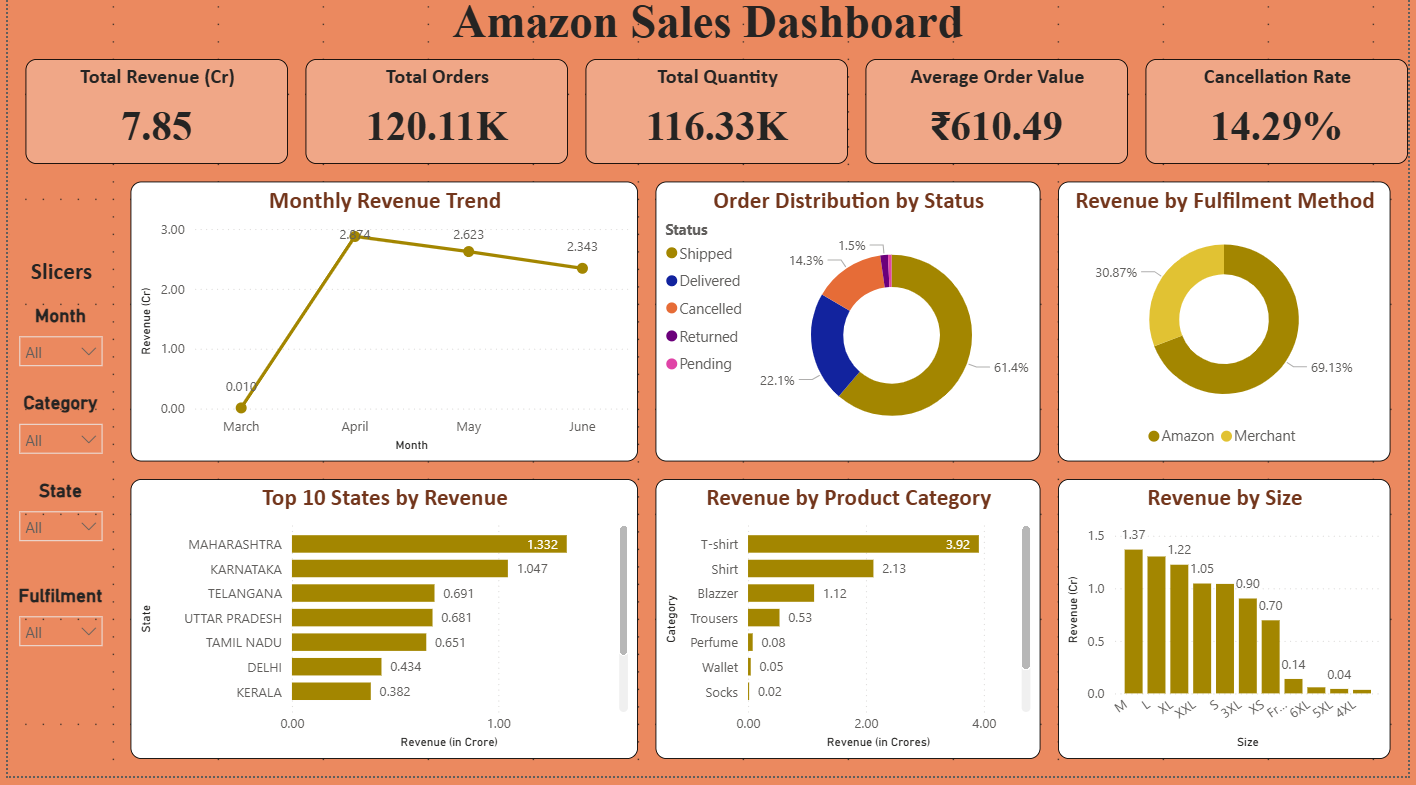 Amazon Sales Dashboard
Total Revenue (Cr)
7.85
Total Orders
120.11K
Total Quantity
116.33K
Average Order Value
₹610.49
Cancellation Rate
14.29%
Slicers
Month
All
Category
All
State
All
Fulfilment
All
Monthly Revenue Trend
Revenue (Cr)
3.00
2.00
1.00
0.00
0.010
2.874
2.623
2.343
March
April
May
June
Month
Order Distribution by Status
Status
Shipped
Delivered
Cancelled
Returned
Pending
1.5%
14.3%
22.1%
61.4%
Revenue by Fulfilment Method
30.87%
69.13%
Amazon
Merchant
Top 10 States by Revenue
State
MAHARASHTRA 1.332
KARNATAKA 1.047
TELANGANA 0.691
UTTAR PRADESH 0.681
TAMIL NADU 0.651
DELHI 0.434
KERALA 0.382
0.00 1.00
Revenue (in Crore)
Revenue by Product Category
Category
T-shirt 3.92
Shirt 2.13
Blazzer 1.12
Trousers 0.53
Perfume 0.08
Wallet 0.05
Socks 0.02
0.00 2.00 4.00
Revenue (in Crores)
Revenue by Size
Revenue (Cr)
1.5
1.0
0.5
0.0
1.37
1.22
1.05
0.90
0.70
0.14
0.04
M
L
XL
XXL
S
3XL
XS
Fr...
6XL
5XL
4XL
Size